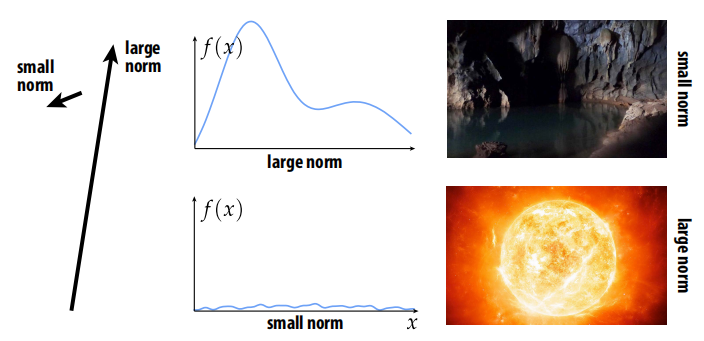 small
norm
large
norm
f(x)
large norm
f(x)
small norm
x
small norm
large norm